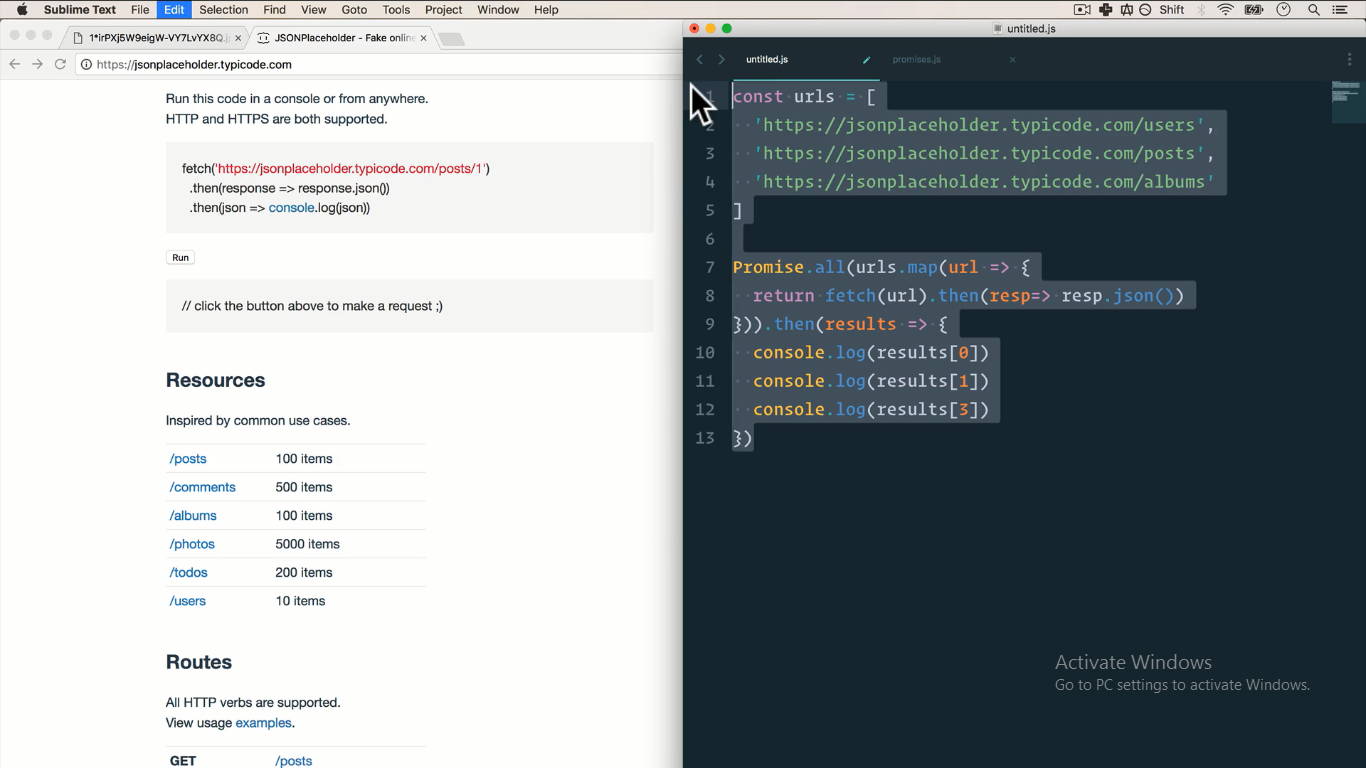 Sublime Text File Edit Selection Find View Goto Tools Project Window Help Shift
1*irPXj5W9eigW-VY7LvYX8Q.j × JSONPlaceholder - Fake online ×
https://jsonplaceholder.typicode.com
Run this code in a console or from anywhere.
HTTP and HTTPS are both supported.
fetch('https://jsonplaceholder.typicode.com/posts/1')
.then(response => response.json())
.then(json => console.log(json))
Run
// click the button above to make a request ;)
Resources
Inspired by common use cases.
/posts 100 items
/comments 500 items
/albums 100 items
/photos 5000 items
/todos 200 items
/users 10 items
Routes
All HTTP verbs are supported.
View usage examples.
GET /posts
untitled.js
untitled.js promises.js ×
1 const urls = [
2 'https://jsonplaceholder.typicode.com/users',
3 'https://jsonplaceholder.typicode.com/posts',
4 'https://jsonplaceholder.typicode.com/albums'
5 ]
6
7 Promise.all(urls.map(url => {
8 return fetch(url).then(resp=> resp.json())
9 })).then(results => {
10 console.log(results[0])
11 console.log(results[1])
12 console.log(results[3])
13 })
Activate Windows
Go to PC settings to activate Windows.